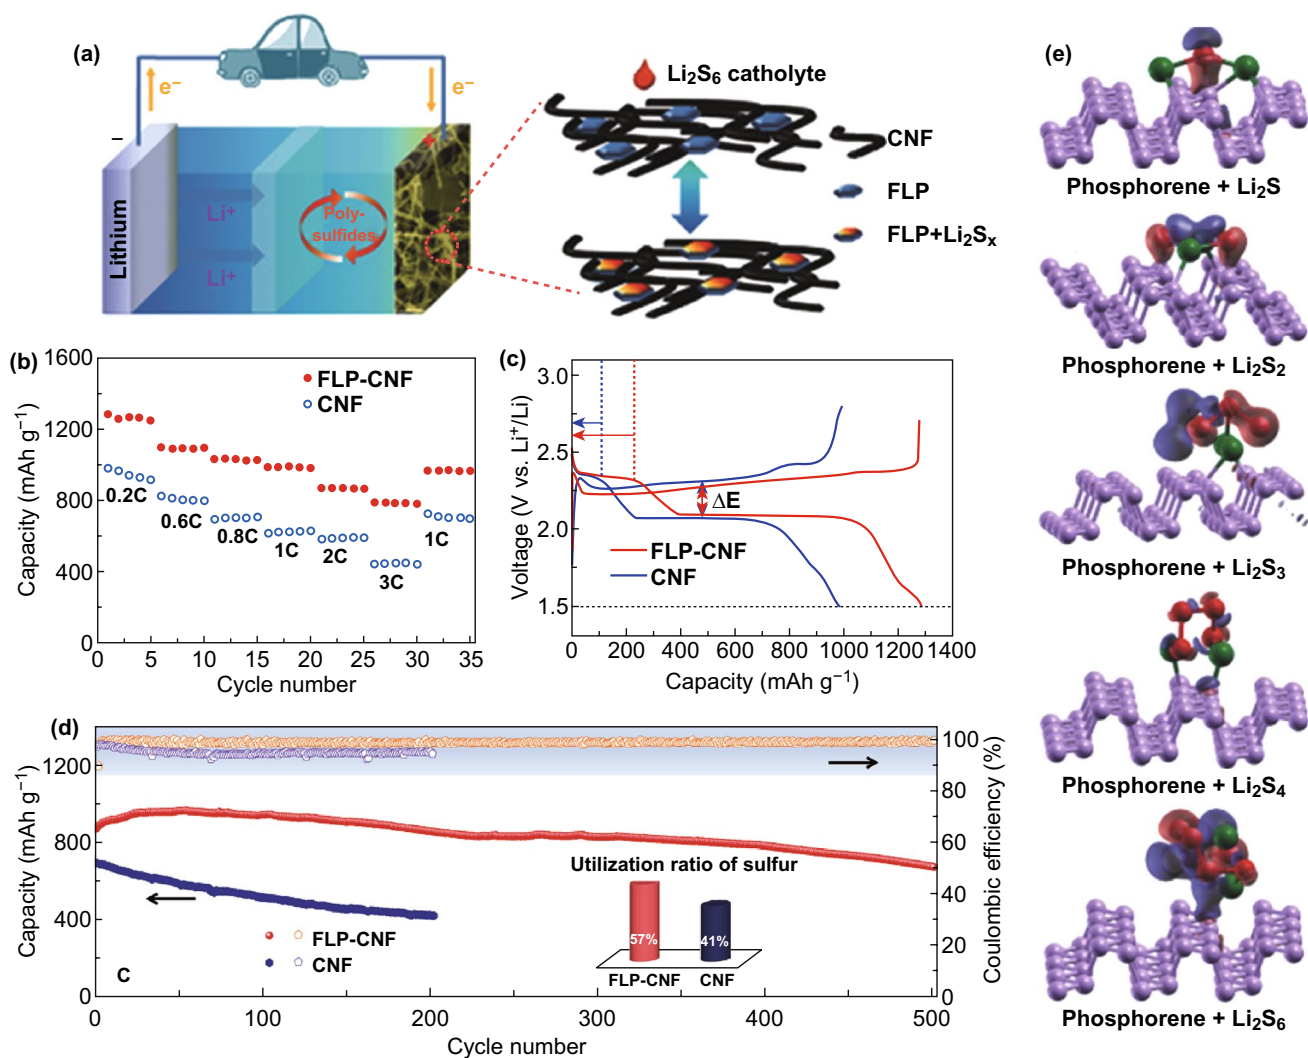 (a)
e⁻
e⁻
−
+
Lithium
Li⁺
Li⁺
Poly-
sulfides
Li₂S₆ catholyte
CNF
FLP
FLP+Li₂Sₓ
(b)
1600
1200
800
400
0
Capacity (mAh g⁻¹)
FLP-CNF
CNF
0.2C
0.6C
0.8C
1C
2C
3C
1C
0
5
10
15
20
25
30
35
Cycle number
(c)
3.0
2.5
2.0
1.5
Voltage (V vs. Li⁺/Li)
ΔE
FLP-CNF
CNF
0
200
400
600
800
1000
1200
1400
Capacity (mAh g⁻¹)
(d)
1200
800
400
0
Capacity (mAh g⁻¹)
100
80
60
40
20
0
Coulombic efficiency (%)
Utilization ratio of sulfur
57%
41%
FLP-CNF
CNF
FLP-CNF
CNF
C
0
100
200
300
400
500
Cycle number
(e)
Phosphorene + Li₂S
Phosphorene + Li₂S₂
Phosphorene + Li₂S₃
Phosphorene + Li₂S₄
Phosphorene + Li₂S₆